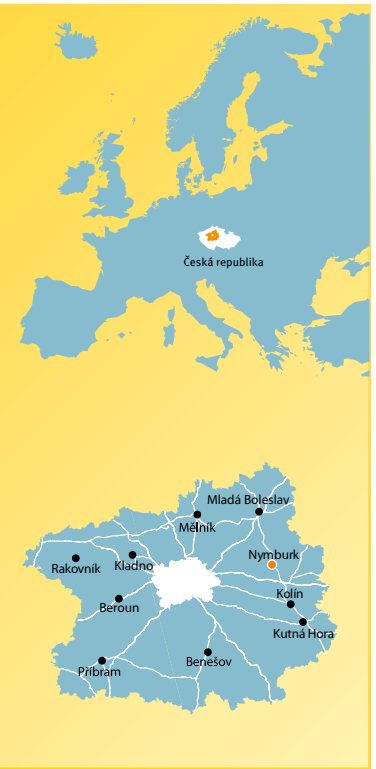 Česká republika
Mladá Boleslav
Mělník
Nymburk
Rakovník
Kladno
Kolín
Beroun
Kutná Hora
Benešov
Příbram